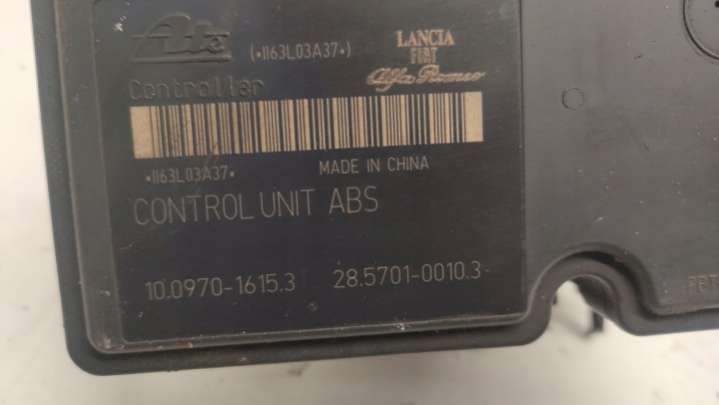 Ate (*1163L03A37*) LANCIA
FIAT
Alfa Romeo
Controller
*1163L03A37* MADE IN CHINA
CONTROL UNIT ABS
10.0970-1615.3 28.5701-0010.3